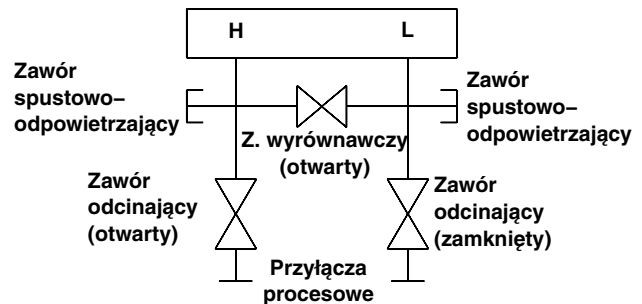 H
L
Zawór
spustowo–
odpowietrzający
Zawór
spustowo–
odpowietrzający
Z. wyrównawczy
(otwarty)
Zawór
odcinający
(otwarty)
Zawór
odcinający
(zamknięty)
Przyłącza
procesowe